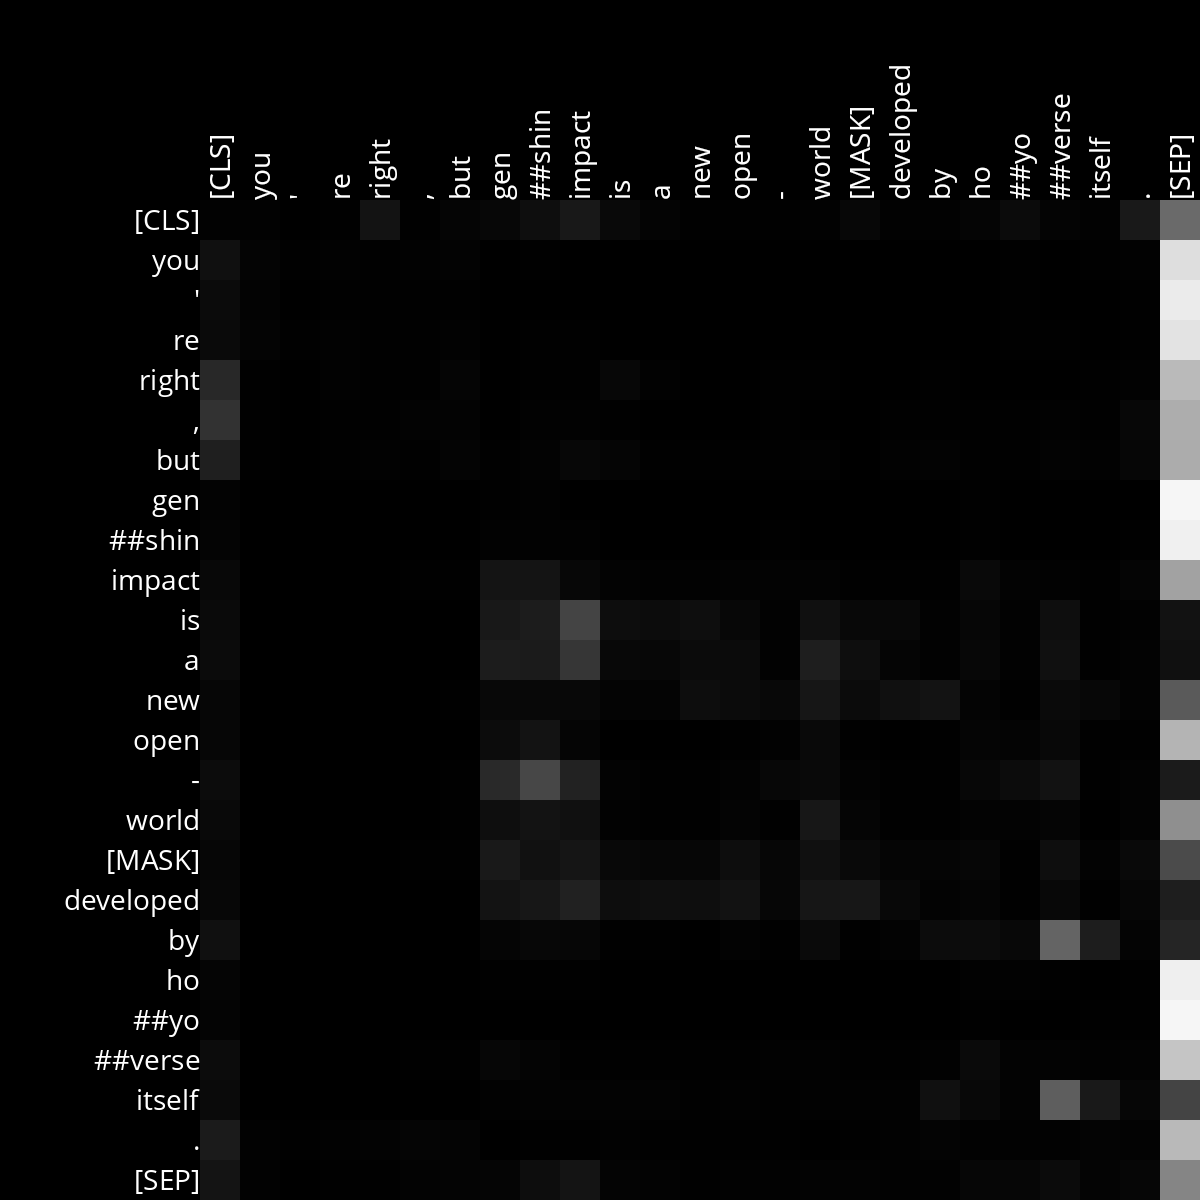 [CLS] you ' re right , but gen ##shin impact is a new open - world [MASK] developed by ho ##yo ##verse itself . [SEP]
[CLS]
you
'
re
right
,
but
gen
##shin
impact
is
a
new
open
-
world
[MASK]
developed
by
ho
##yo
##verse
itself
.
[SEP]